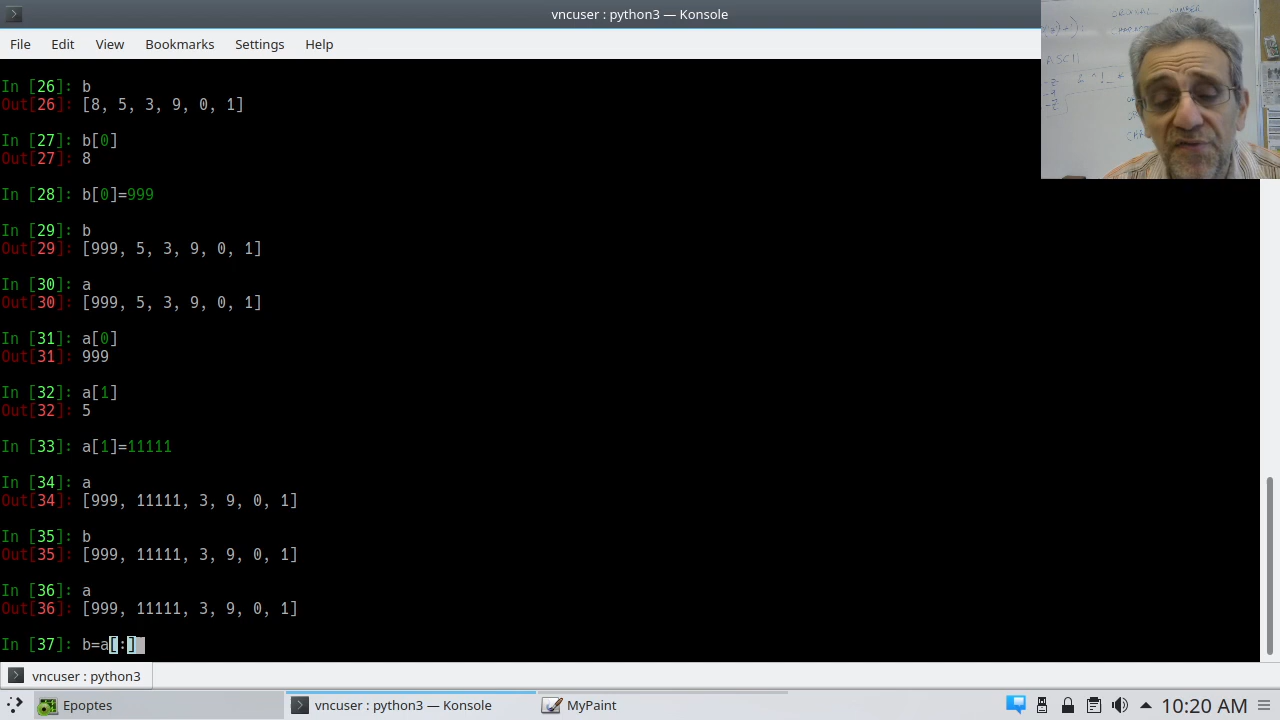 vncuser : python3 — Konsole
File Edit View Bookmarks Settings Help
In [26]: b
Out[26]: [8, 5, 3, 9, 0, 1]
In [27]: b[0]
Out[27]: 8
In [28]: b[0]=999
In [29]: b
Out[29]: [999, 5, 3, 9, 0, 1]
In [30]: a
Out[30]: [999, 5, 3, 9, 0, 1]
In [31]: a[0]
Out[31]: 999
In [32]: a[1]
Out[32]: 5
In [33]: a[1]=11111
In [34]: a
Out[34]: [999, 11111, 3, 9, 0, 1]
In [35]: b
Out[35]: [999, 11111, 3, 9, 0, 1]
In [36]: a
Out[36]: [999, 11111, 3, 9, 0, 1]
In [37]: b=a[:]
ASCII
vncuser : python3
Epoptes
vncuser : python3 — Konsole
MyPaint
10:20 AM